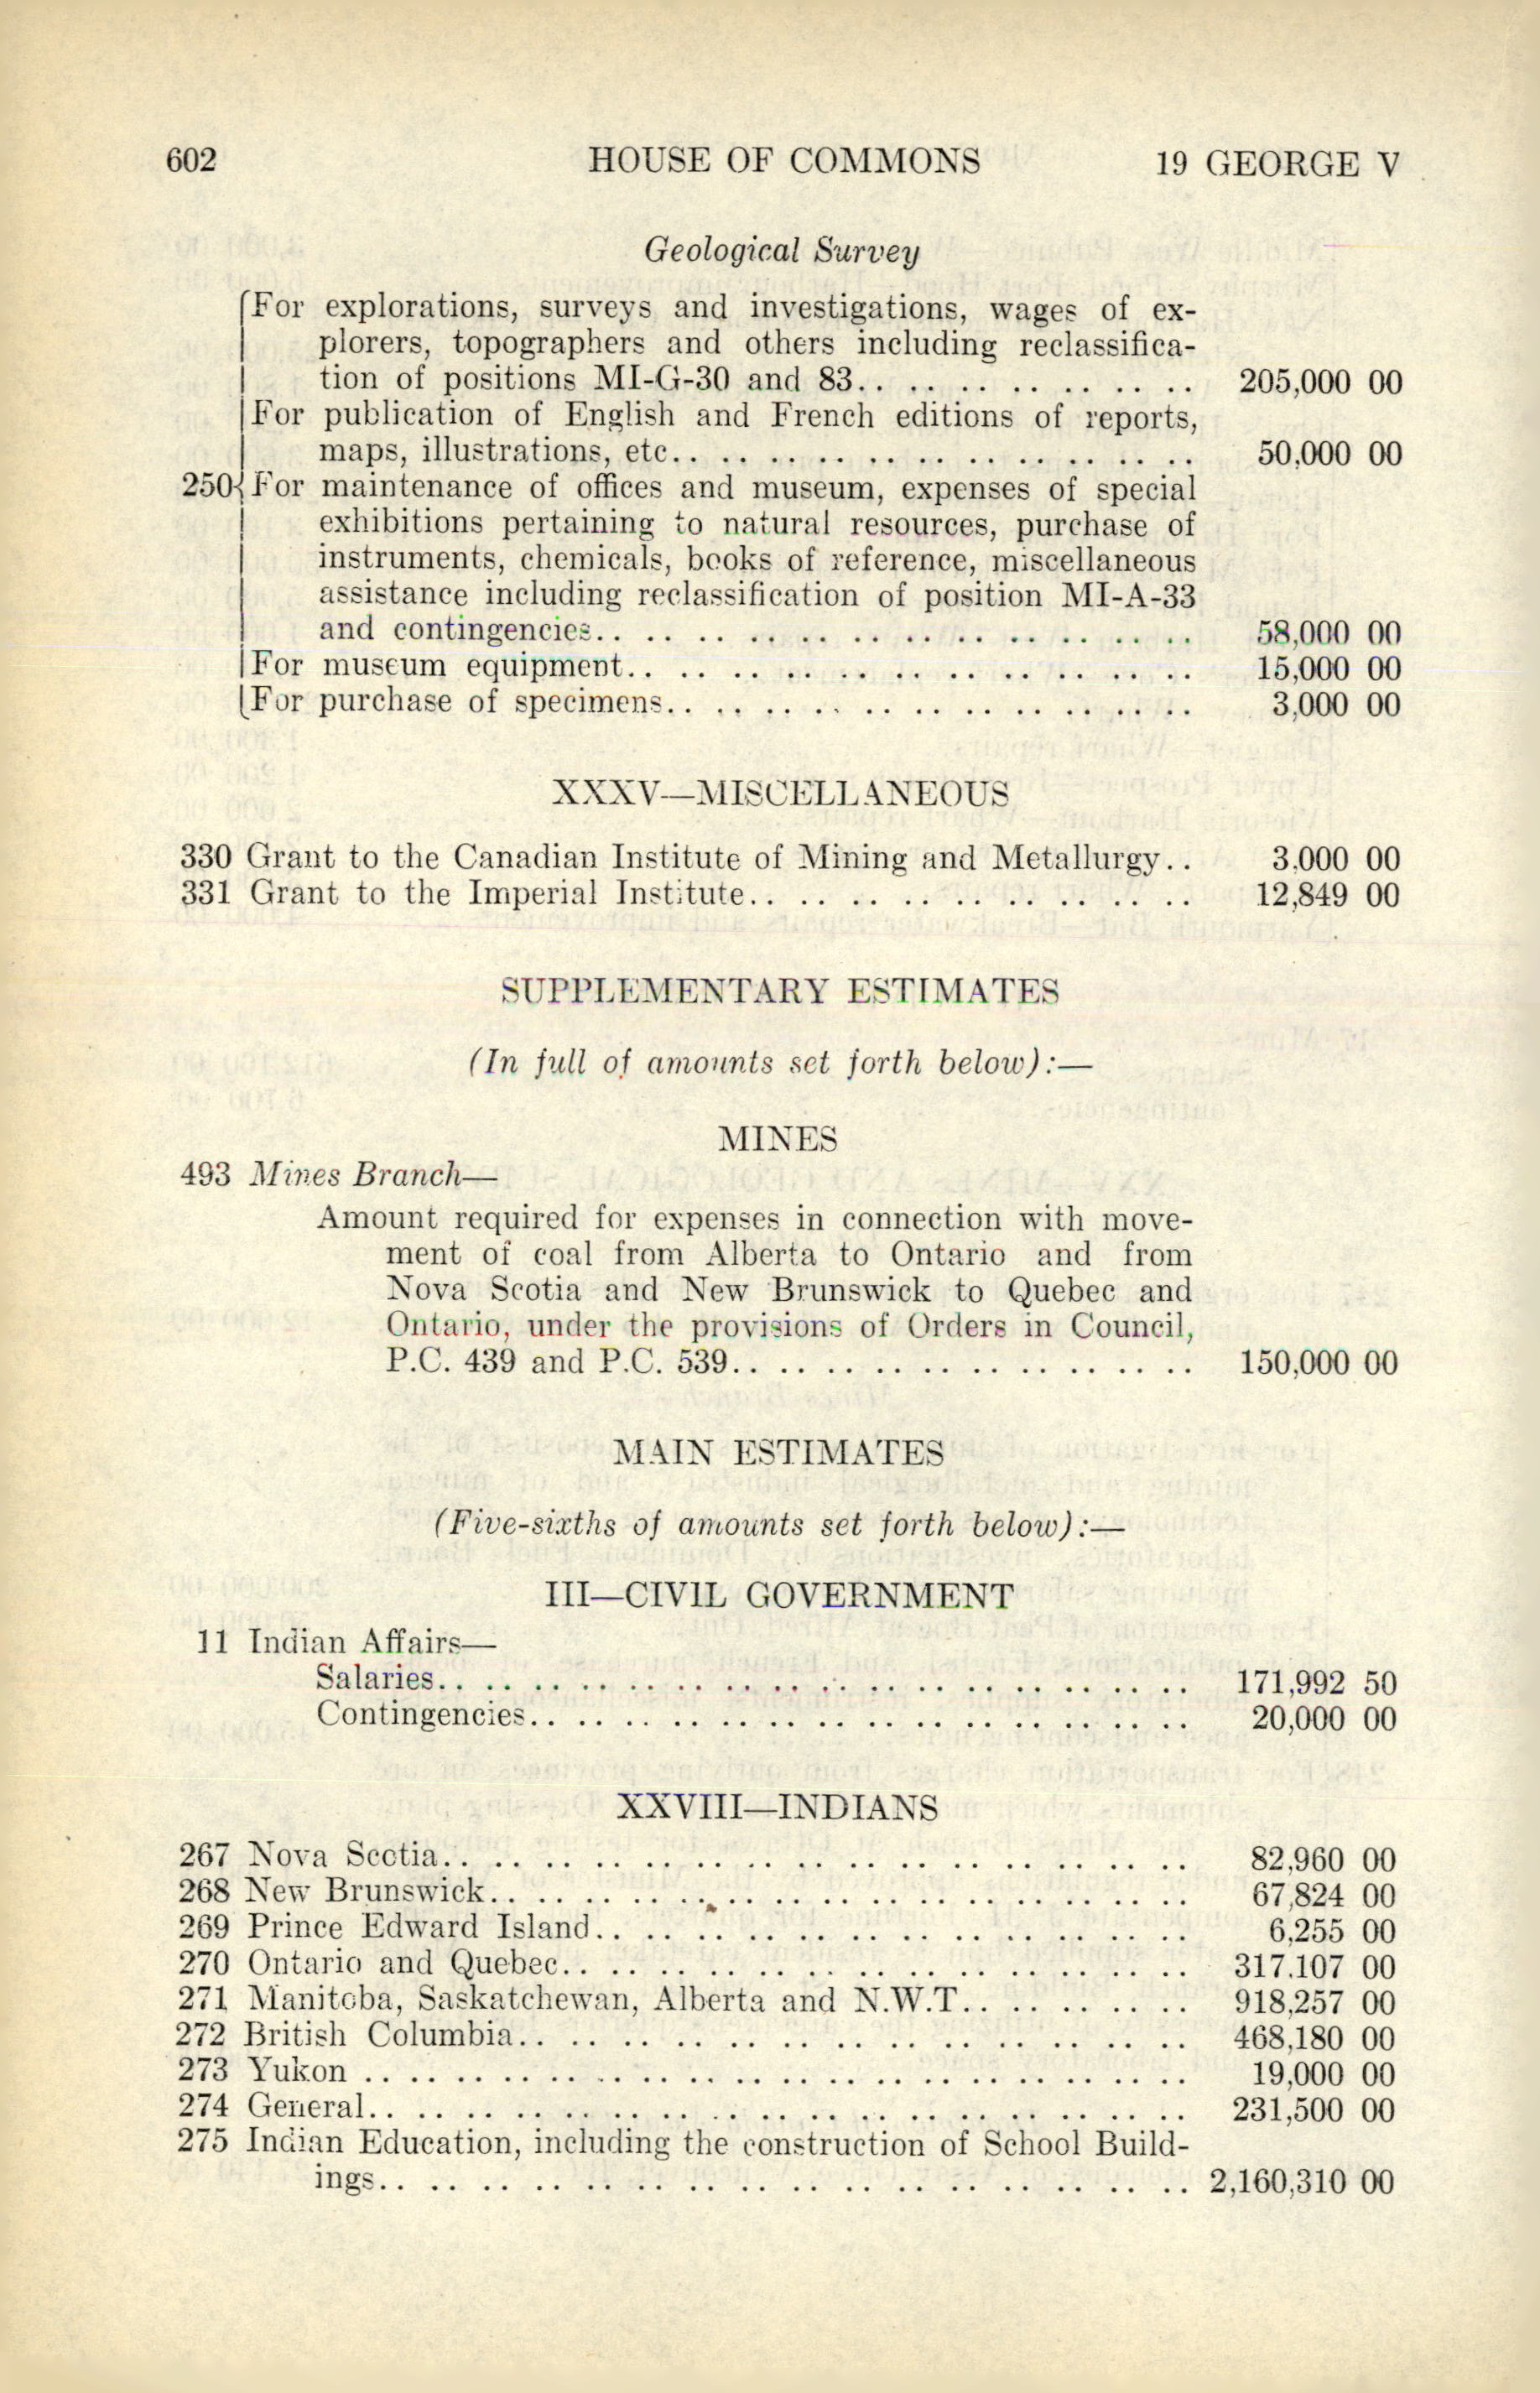 602 HOUSE OF COMMONS 19 GEORGE V
Geological Survey
For explorations, surveys and investigations, wages of ex-
plorers, topographers and others including reclassifica-
tion of positions MI-G-30 and 83.. .. .. .. .. .. .. 205,000 00
For publication of English and French editions of reports,
maps, illustrations, etc.. .. .. .. .. .. .. .. .. .. .. 50,000 00
250 For maintenance of offices and museum, expenses of special
exhibitions pertaining to natural resources, purchase of
instruments, chemicals, books of reference, miscellaneous
assistance including reclassification of position MI-A-33
and contingencies.. .. .. .. .. .. .. .. .. .. .. .. 58,000 00
For museum equipment.. .. .. .. .. .. .. .. .. .. .. 15,000 00
For purchase of specimens.. .. .. .. .. .. .. .. .. .. .. 3,000 00
XXXV—MISCELLANEOUS
330 Grant to the Canadian Institute of Mining and Metallurgy.. 3,000 00
331 Grant to the Imperial Institute.. .. .. .. .. .. .. .. .. 12,849 00
SUPPLEMENTARY ESTIMATES
(In full of amounts set forth below):—
MINES
493 Mines Branch—
Amount required for expenses in connection with move-
ment of coal from Alberta to Ontario and from
Nova Scotia and New Brunswick to Quebec and
Ontario, under the provisions of Orders in Council,
P.C. 439 and P.C. 539.. .. .. .. .. .. .. .. .. .. 150,000 00
MAIN ESTIMATES
(Five-sixths of amounts set forth below):—
III—CIVIL GOVERNMENT
11 Indian Affairs—
Salaries.. .. .. .. .. .. .. .. .. .. .. .. .. .. .. .. 171,992 50
Contingencies.. .. .. .. .. .. .. .. .. .. .. .. .. .. 20,000 00
XXVIII—INDIANS
267 Nova Scotia.. .. .. .. .. .. .. .. .. .. .. .. .. .. .. 82,960 00
268 New Brunswick.. .. .. .. .. .. .. .. .. .. .. .. .. .. 67,824 00
269 Prince Edward Island.. .. .. .. .. .. .. .. .. .. .. .. 6,255 00
270 Ontario and Quebec.. .. .. .. .. .. .. .. .. .. .. .. .. 317,107 00
271 Manitoba, Saskatchewan, Alberta and N.W.T.. .. .. .. .. 918,257 00
272 British Columbia.. .. .. .. .. .. .. .. .. .. .. .. .. .. 468,180 00
273 Yukon .. .. .. .. .. .. .. .. .. .. .. .. .. .. .. .. .. 19,000 00
274 General.. .. .. .. .. .. .. .. .. .. .. .. .. .. .. .. .. 231,500 00
275 Indian Education, including the construction of School Build-
ings.. .. .. .. .. .. .. .. .. .. .. .. .. .. .. .. .. 2,160,310 00